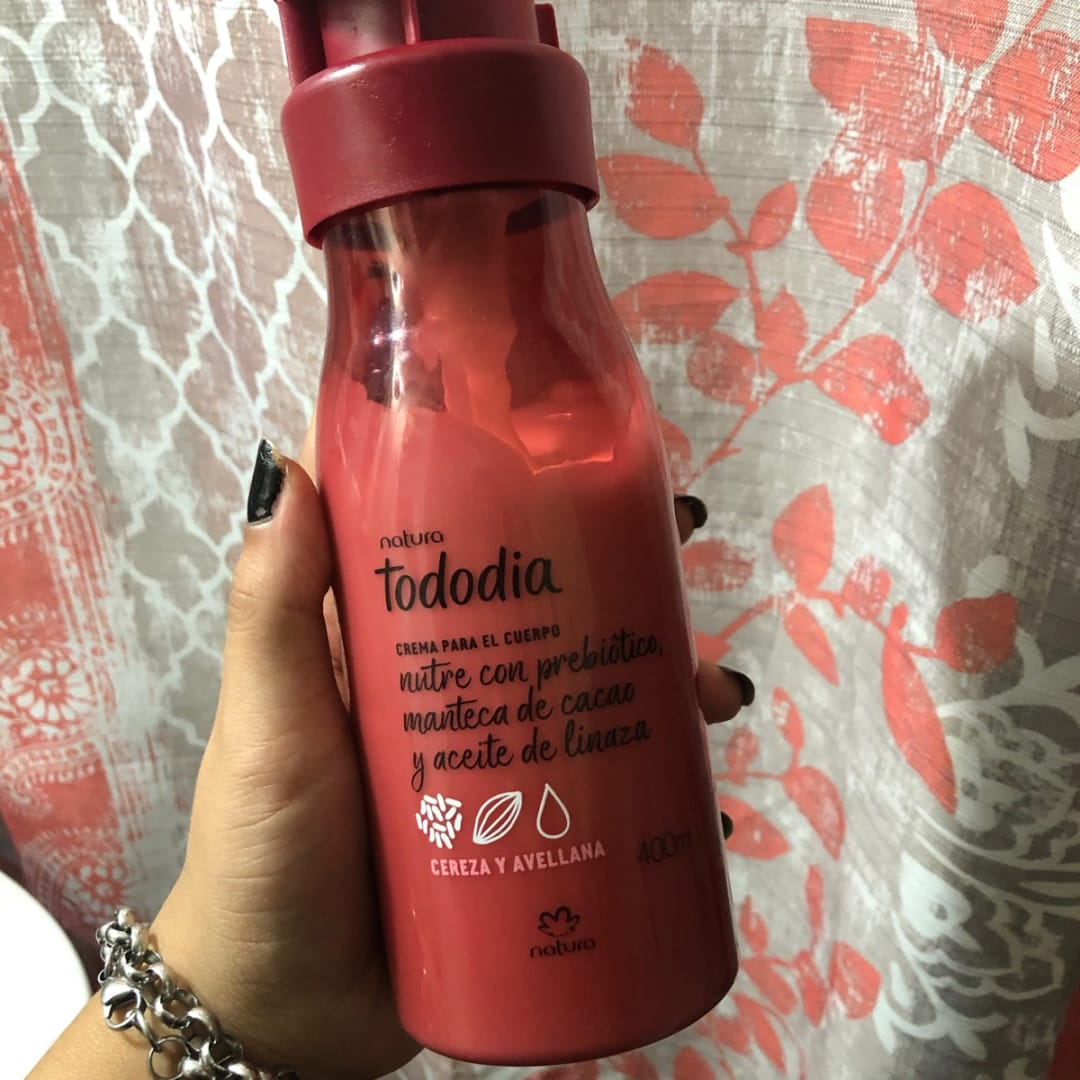 natura
tododia
CREMA PARA EL CUERPO
nutre con prebiótico,
manteca de cacao
y aceite de linaza
CEREZA Y AVELLANA
400ml
natura